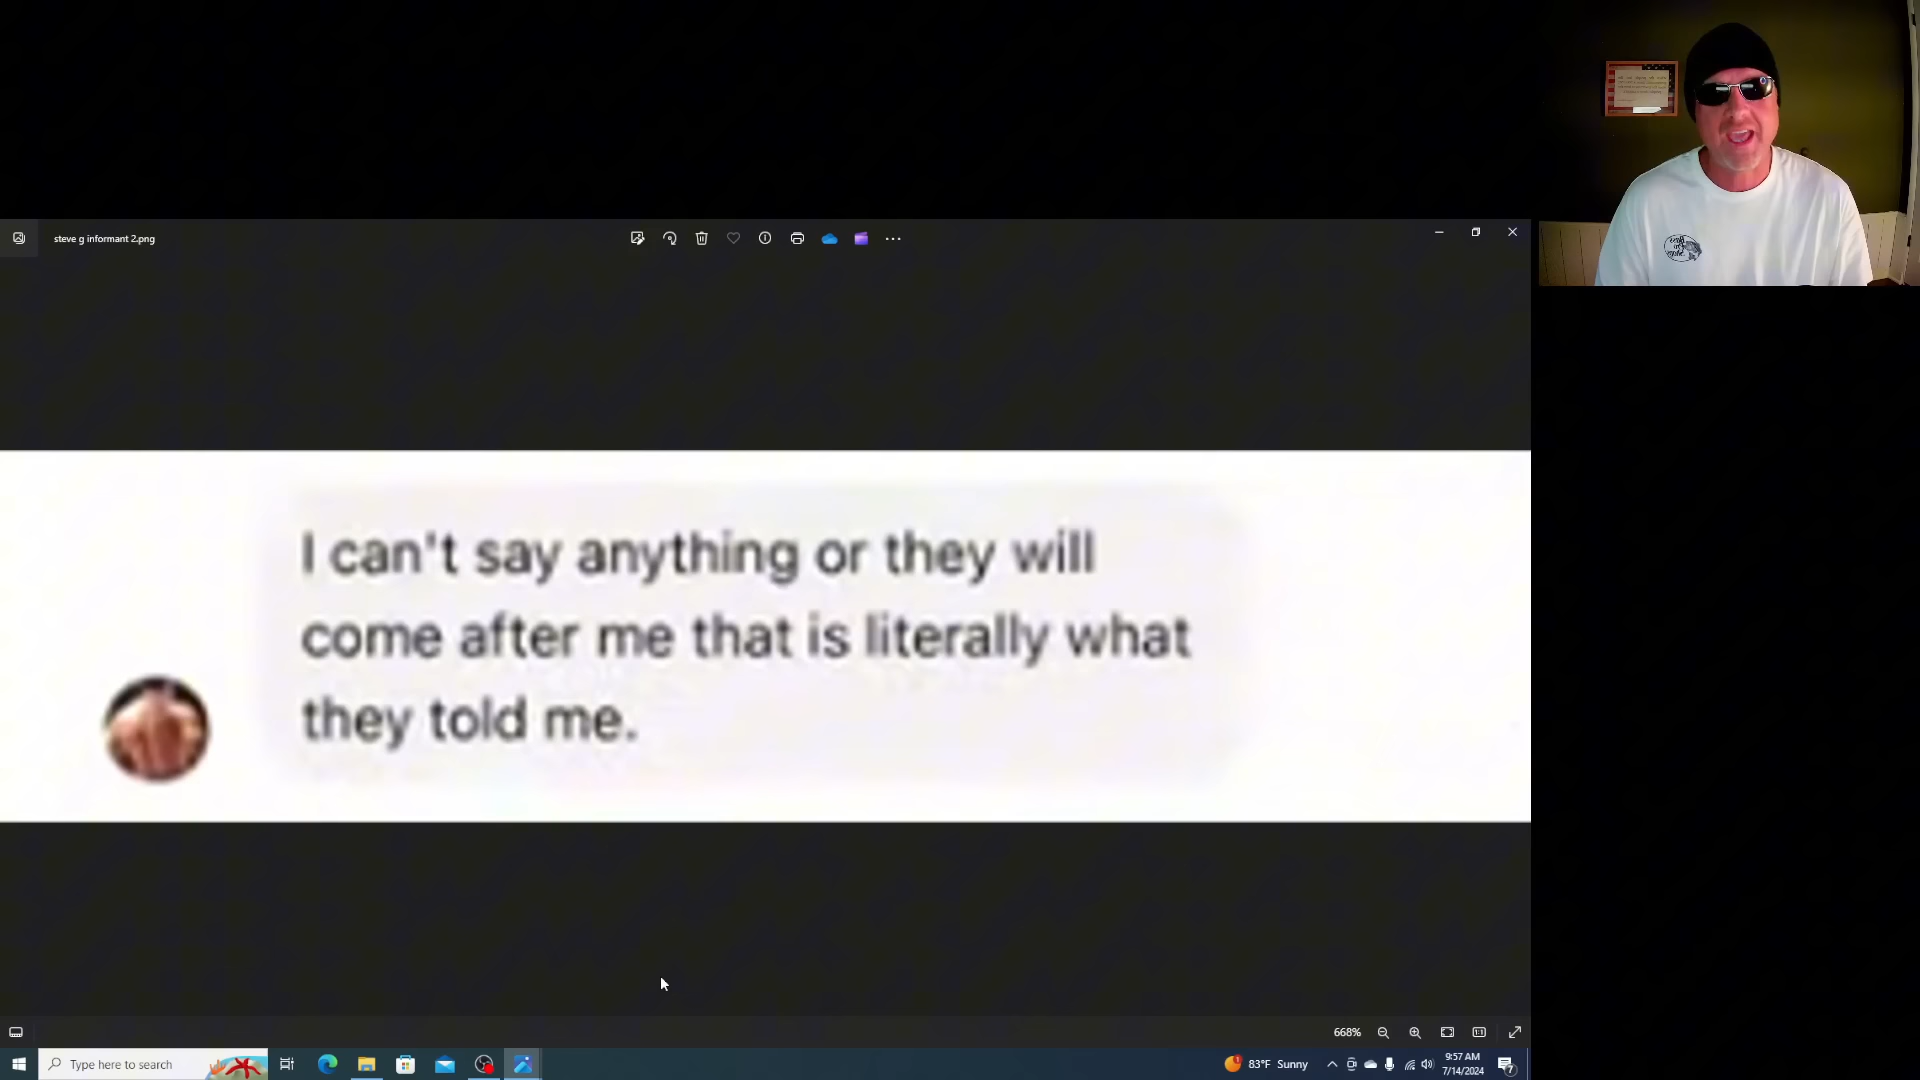 steve g informant 2.png
I can't say anything or they will
come after me that is literally what
they told me.
668%
Type here to search
83°F Sunny
9:57 AM
7/14/2024